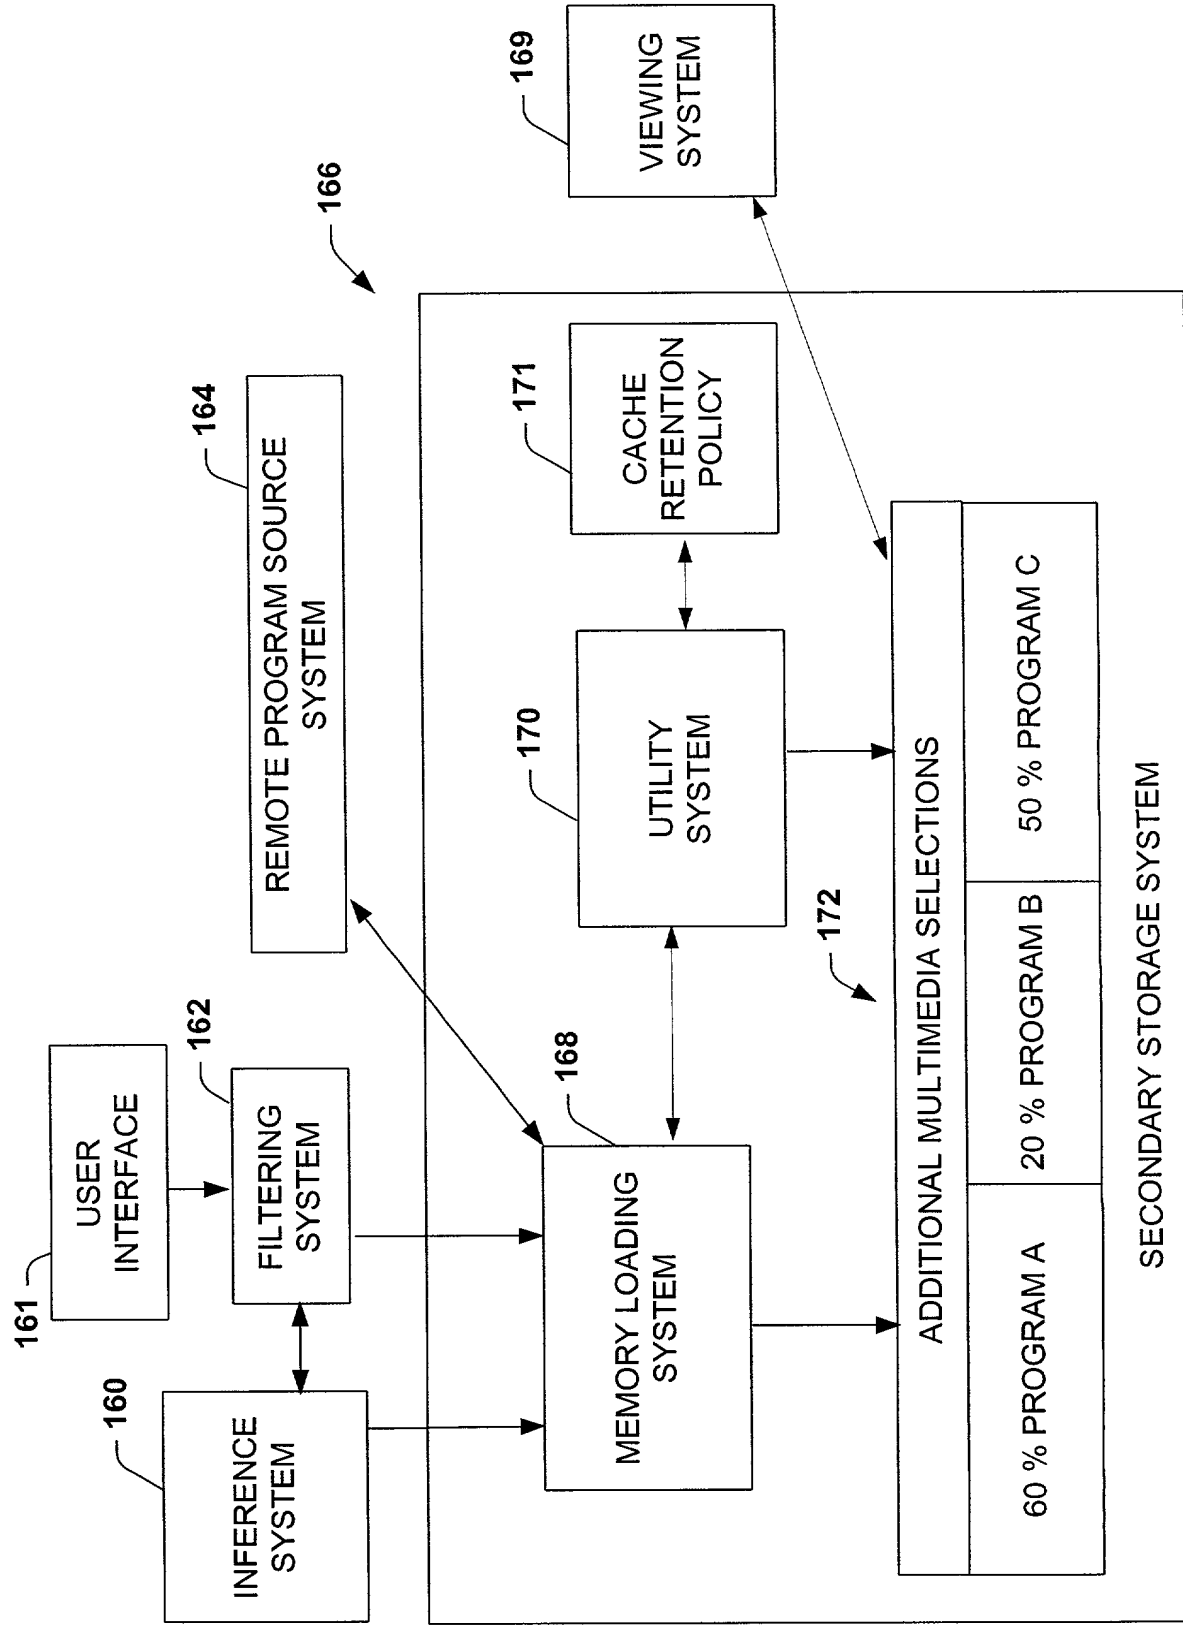 161
USER
INTERFACE
160
INFERENCE
SYSTEM
162
FILTERING
SYSTEM
164
REMOTE PROGRAM SOURCE
SYSTEM
166
168
MEMORY LOADING
SYSTEM
170
UTILITY
SYSTEM
171
CACHE
RETENTION
POLICY
169
VIEWING
SYSTEM
172
ADDITIONAL MULTIMEDIA SELECTIONS
60 % PROGRAM A
20 % PROGRAM B
50 % PROGRAM C
SECONDARY STORAGE SYSTEM